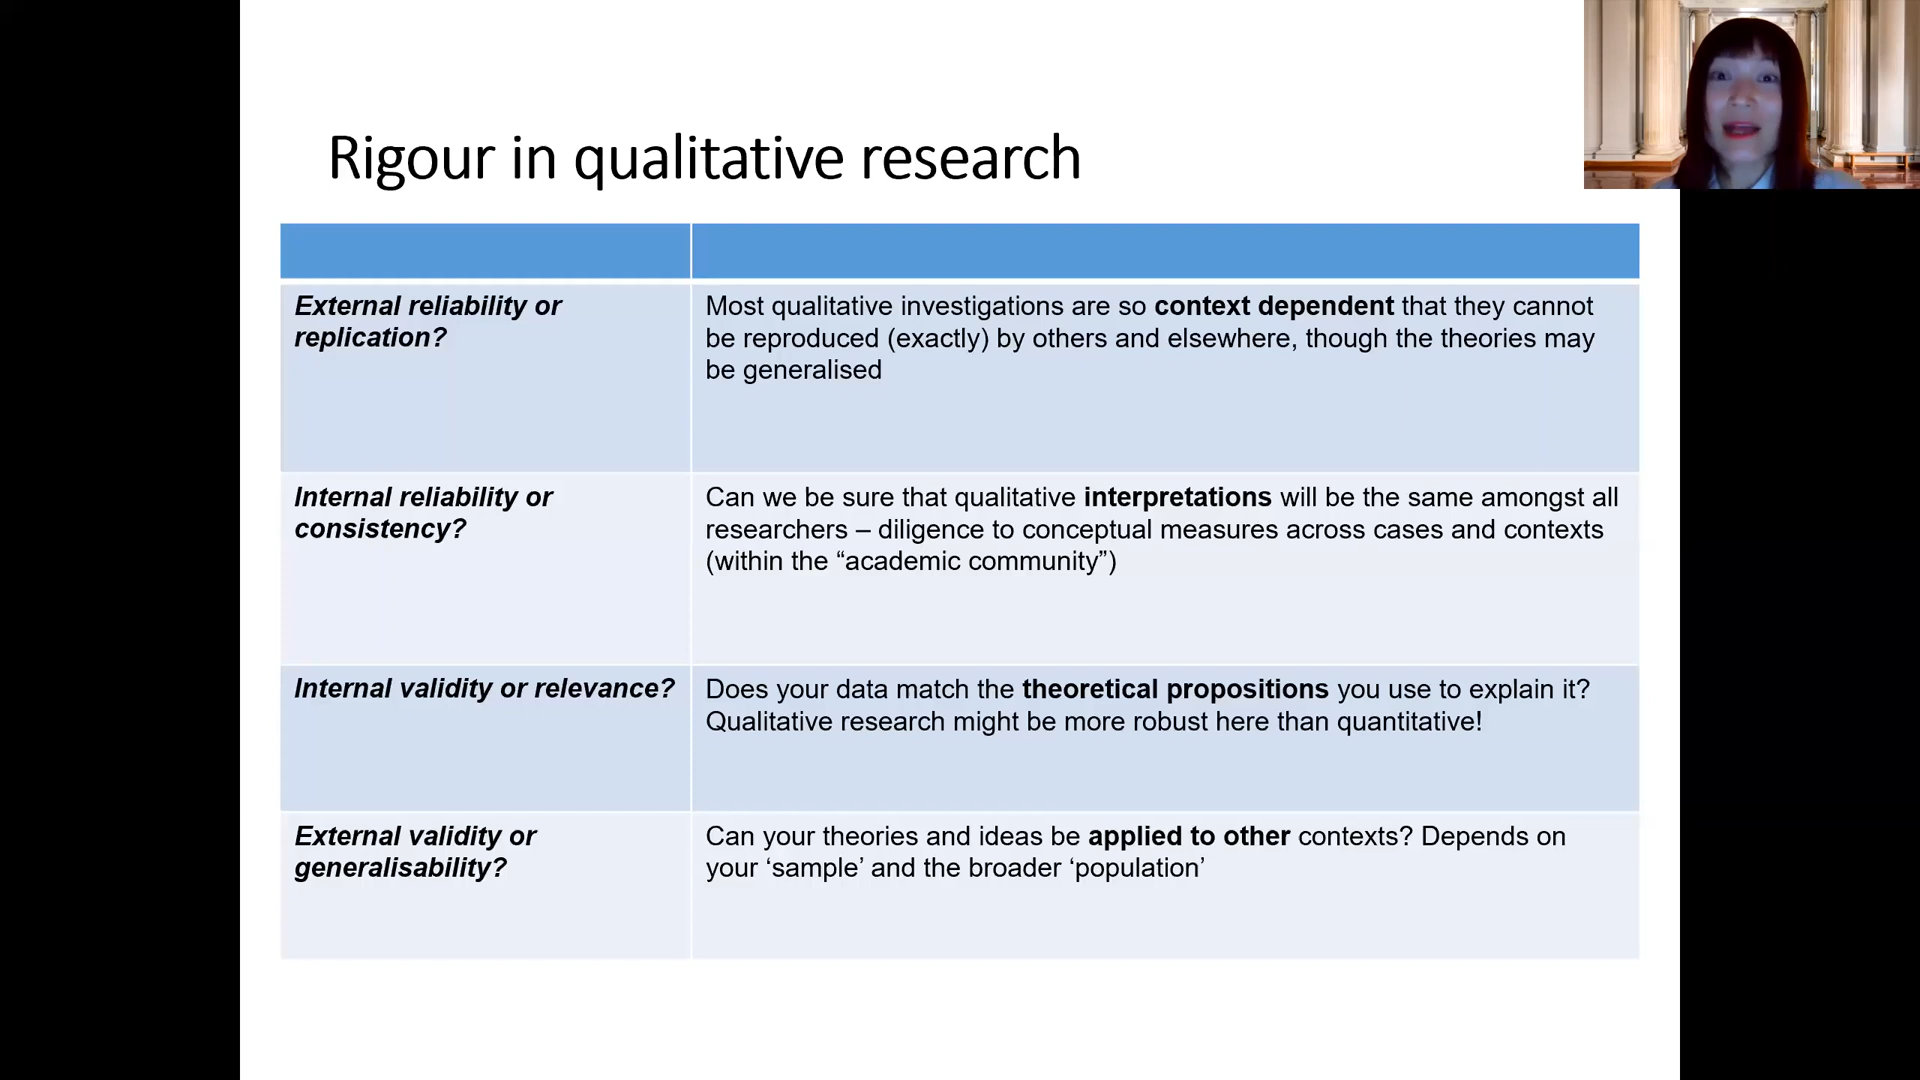 Rigour in qualitative research
External reliability or
replication?
Most qualitative investigations are so context dependent that they cannot
be reproduced (exactly) by others and elsewhere, though the theories may
be generalised
Internal reliability or
consistency?
Can we be sure that qualitative interpretations will be the same amongst all
researchers – diligence to conceptual measures across cases and contexts
(within the “academic community”)
Internal validity or relevance?
Does your data match the theoretical propositions you use to explain it?
Qualitative research might be more robust here than quantitative!
External validity or
generalisability?
Can your theories and ideas be applied to other contexts? Depends on
your ‘sample’ and the broader ‘population’